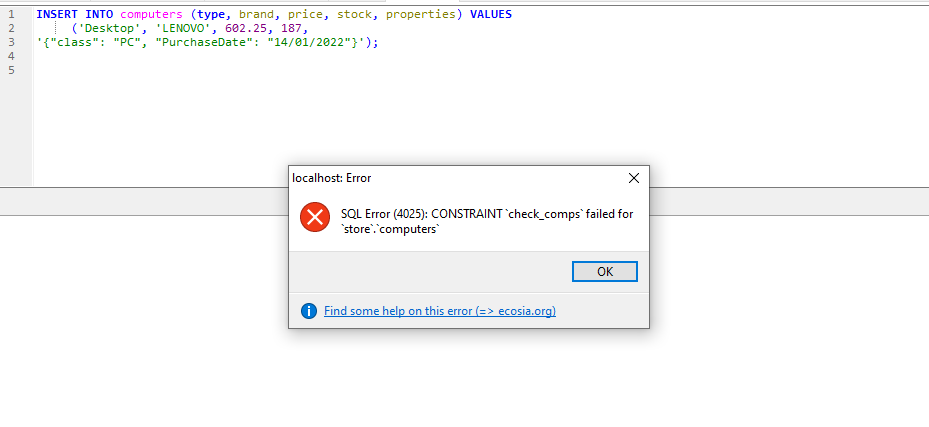 1 INSERT INTO computers (type, brand, price, stock, properties) VALUES
2 ('Desktop', 'LENOVO', 602.25, 187,
3 '{"class": "PC", "PurchaseDate": "14/01/2022"}');
4
5
localhost: Error
SQL Error (4025): CONSTRAINT `check_comps` failed for
`store`.`computers`
OK
Find some help on this error (=> ecosia.org)